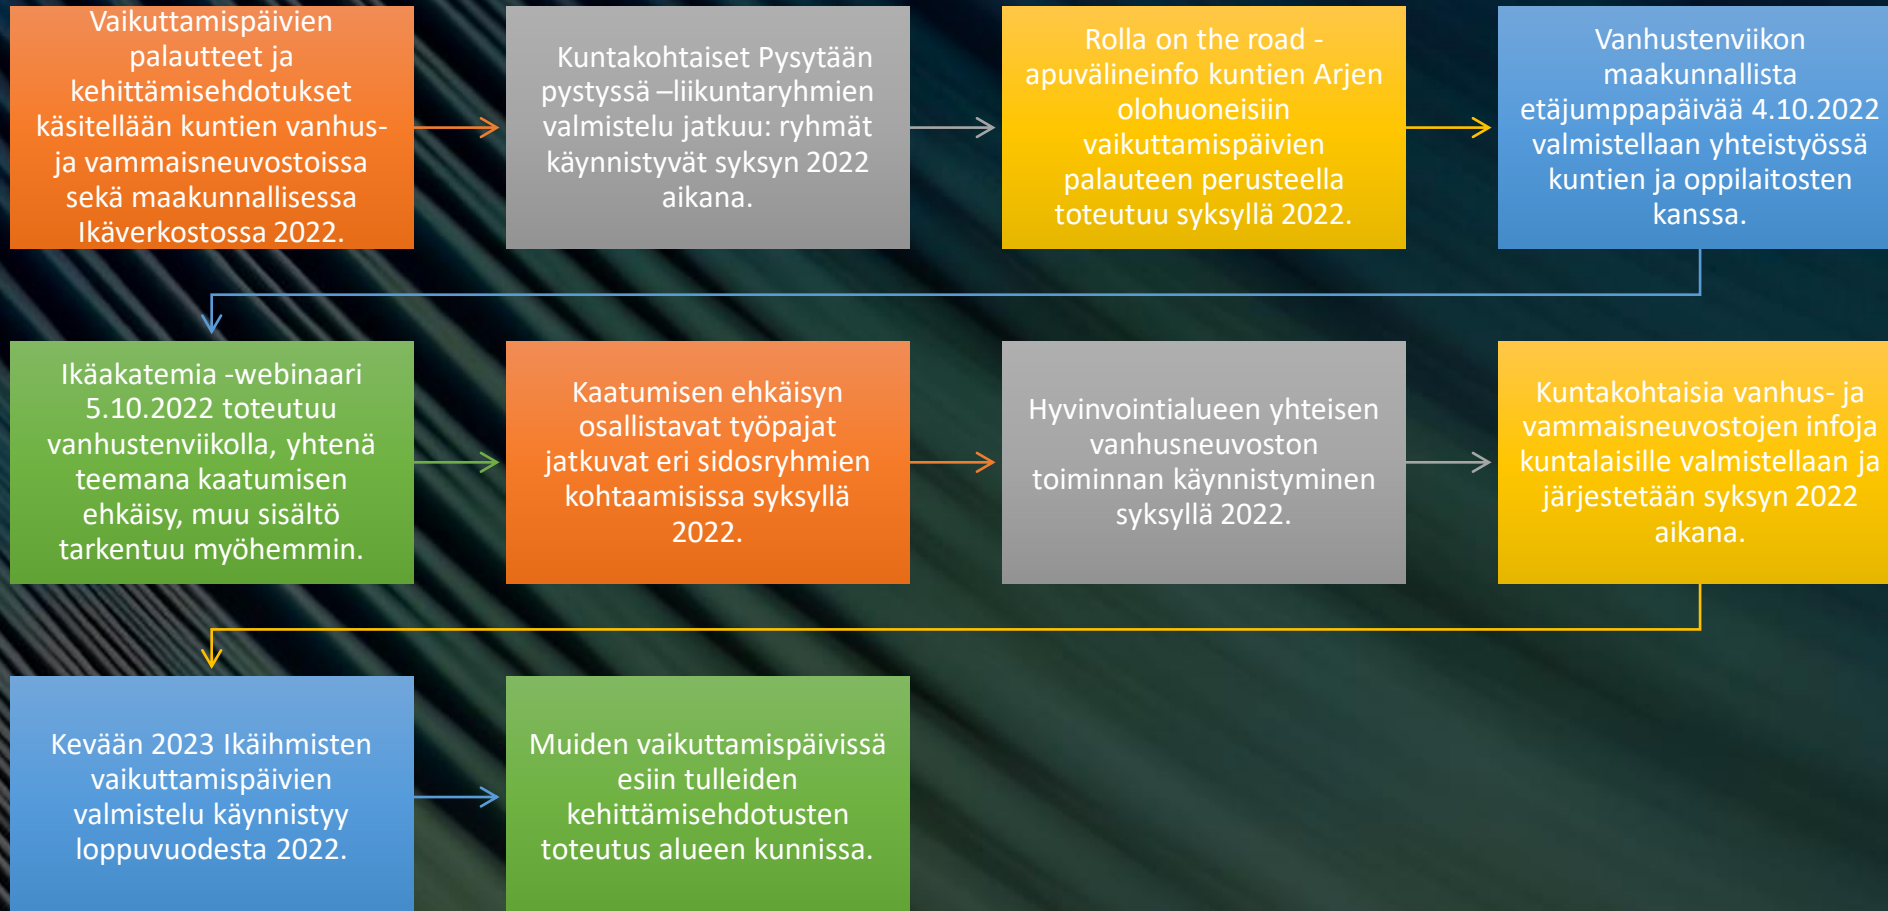 Vaikuttamispäivien
palautteet ja
kehittämisehdotukset
käsitellään kuntien vanhus-
ja vammaisneuvostoissa
sekä maakunnallisessa
Ikäverkostossa 2022.
Kuntakohtaiset Pysytään
pystyssä –liikuntaryhmien
valmistelu jatkuu: ryhmät
käynnistyvät syksyn 2022
aikana.
Rolla on the road -
apuvälineinfo kuntien Arjen
olohuoneisiin
vaikuttamispäivien
palauteen perusteella
toteutuu syksyllä 2022.
Vanhustenviikon
maakunnallista
etäjumppapäivää 4.10.2022
valmistellaan yhteistyössä
kuntien ja oppilaitosten
kanssa.
Ikäakatemia -webinaari
5.10.2022 toteutuu
vanhustenviikolla, yhtenä
teemana kaatumisen
ehkäisy, muu sisältö
tarkentuu myöhemmin.
Kaatumisen ehkäisyn
osallistavat työpajat
jatkuvat eri sidosryhmien
kohtaamisissa syksyllä
2022.
Hyvinvointialueen yhteisen
vanhusneuvoston
toiminnan käynnistyminen
syksyllä 2022.
Kuntakohtaisia vanhus- ja
vammaisneuvostojen infoja
kuntalaisille valmistellaan ja
järjestetään syksyn 2022
aikana.
Kevään 2023 Ikäihmisten
vaikuttamispäivien
valmistelu käynnistyy
loppuvuodesta 2022.
Muiden vaikuttamispäivissä
esiin tulleiden
kehittämisehdotusten
toteutus alueen kunnissa.